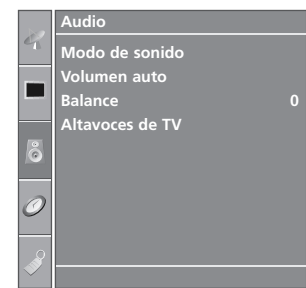 Audio
Modo de sonido
Volumen auto
Balance 0
Altavoces de TV